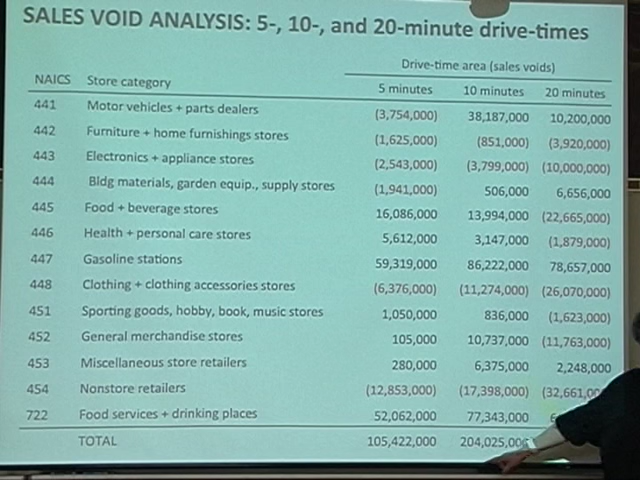 SALES VOID ANALYSIS: 5-, 10-, and 20-minute drive-times
Drive-time area (sales voids)
NAICS Store category 5 minutes 10 minutes 20 minutes
441 Motor vehicles + parts dealers (3,754,000) 38,187,000 10,200,000
442 Furniture + home furnishings stores (1,625,000) (851,000) (3,920,000)
443 Electronics + appliance stores (2,543,000) (3,799,000) (10,000,000)
444 Bldg materials, garden equip., supply stores (1,941,000) 506,000 6,656,000
445 Food + beverage stores 16,086,000 13,994,000 (22,665,000)
446 Health + personal care stores 5,612,000 3,147,000 (1,879,000)
447 Gasoline stations 59,319,000 86,222,000 78,657,000
448 Clothing + clothing accessories stores (6,376,000) (11,274,000) (26,070,000)
451 Sporting goods, hobby, book, music stores 1,050,000 836,000 (1,623,000)
452 General merchandise stores 105,000 10,737,000 (11,763,000)
453 Miscellaneous store retailers 280,000 6,375,000 2,248,000
454 Nonstore retailers (12,853,000) (17,398,000)
722 Food services + drinking places 52,062,000 77,343,000
TOTAL 105,422,000